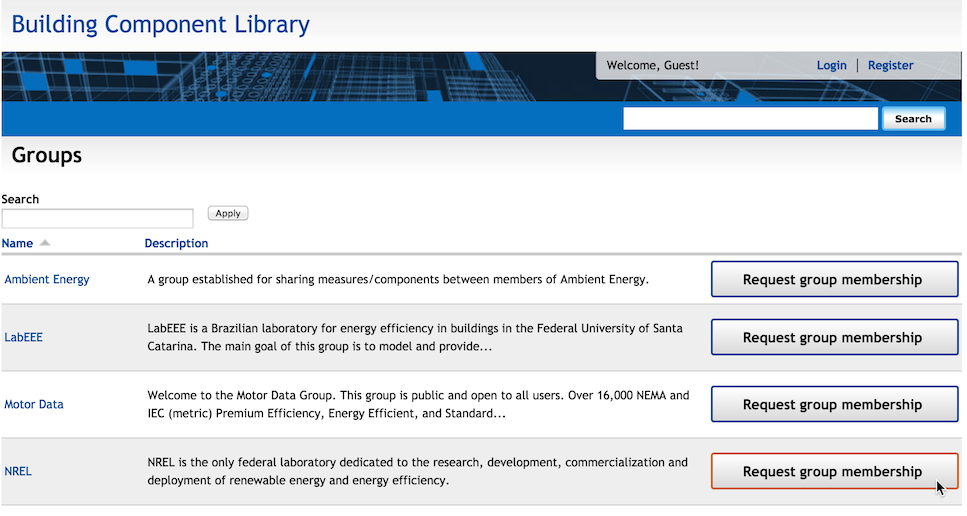 Building Component Library
Welcome, Guest! Login | Register
Search
Groups
Search
Apply
Name Description
Ambient Energy A group established for sharing measures/components between members of Ambient Energy. Request group membership
LabEEE LabEEE is a Brazilian laboratory for energy efficiency in buildings in the Federal University of Santa
Catarina. The main goal of this group is to model and provide... Request group membership
Motor Data Welcome to the Motor Data Group. This group is public and open to all users. Over 16,000 NEMA and
IEC (metric) Premium Efficiency, Energy Efficient, and Standard... Request group membership
NREL NREL is the only federal laboratory dedicated to the research, development, commercialization and
deployment of renewable energy and energy efficiency. Request group membership